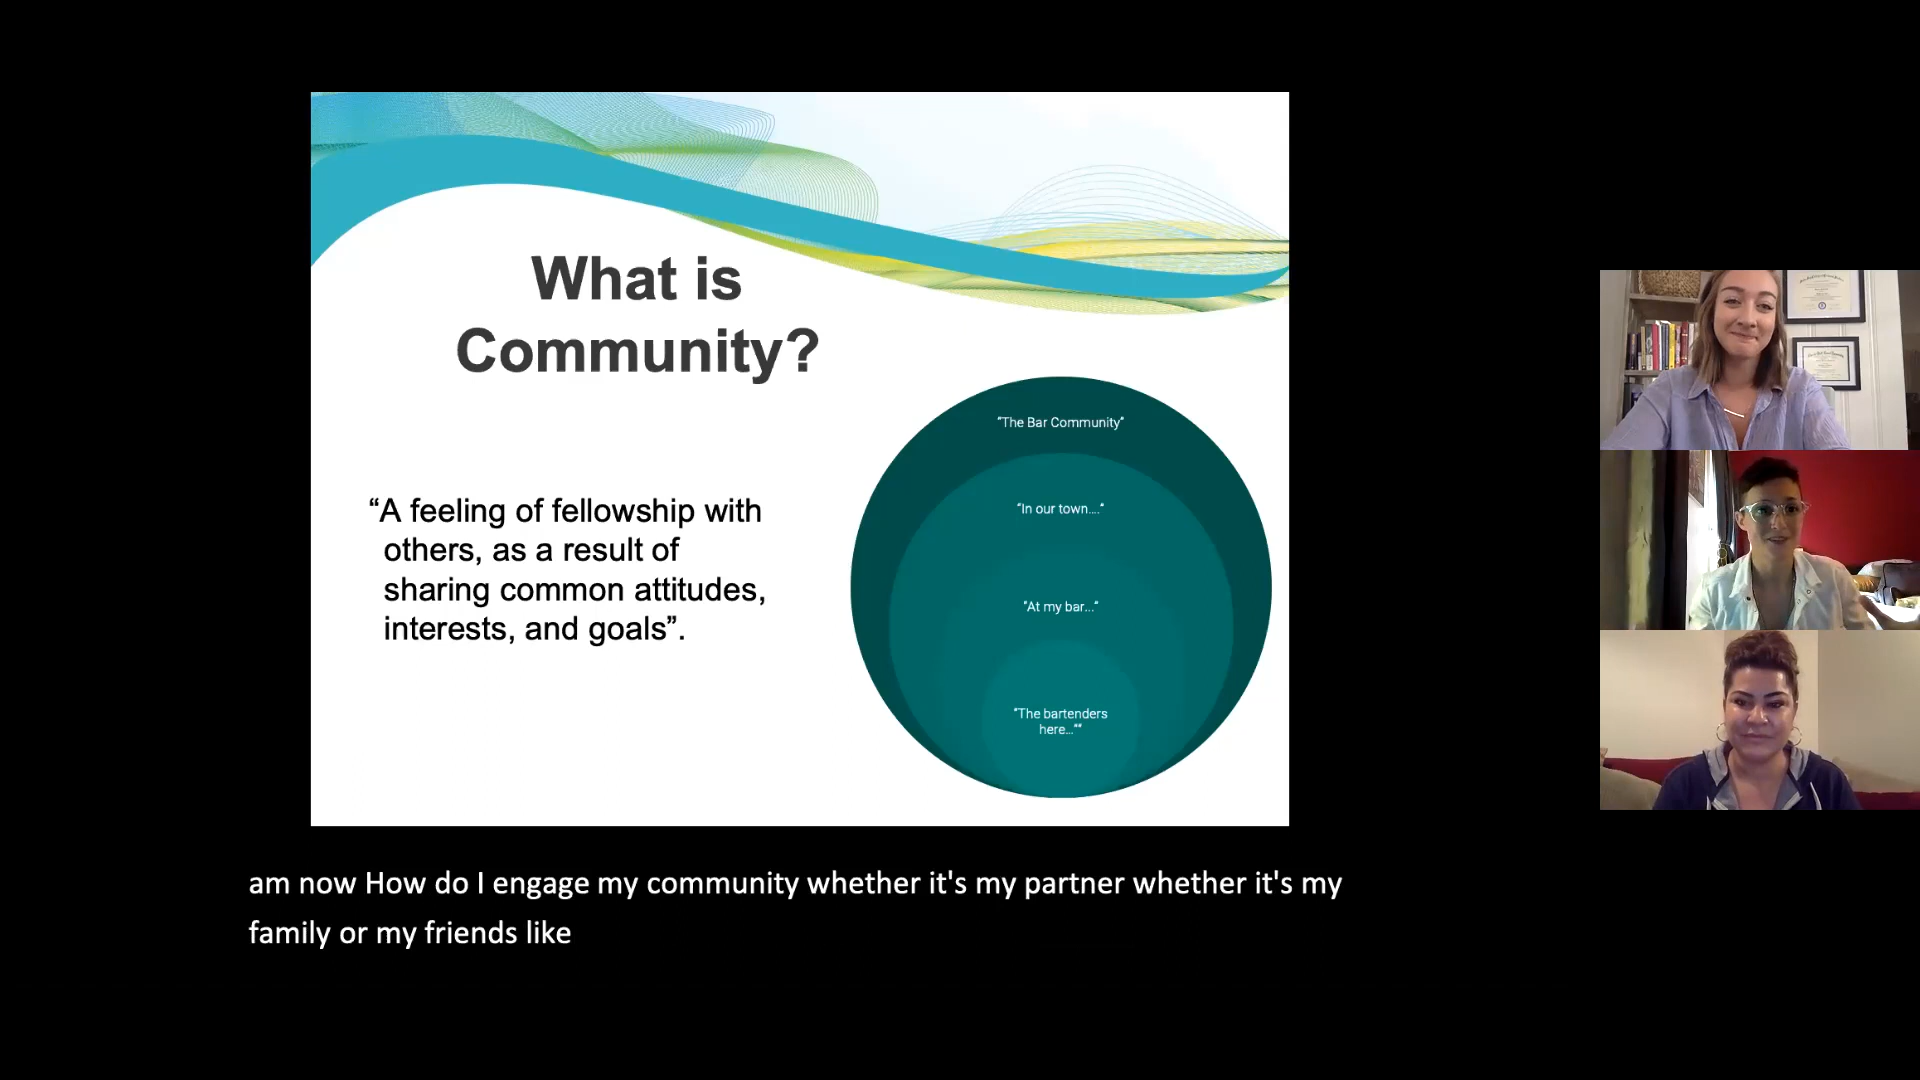 What is
Community?
“A feeling of fellowship with
others, as a result of
sharing common attitudes,
interests, and goals”.
“The Bar Community”
“In our town....”
“At my bar...”
“The bartenders
here...””
am now How do I engage my community whether it's my partner whether it's my
family or my friends like